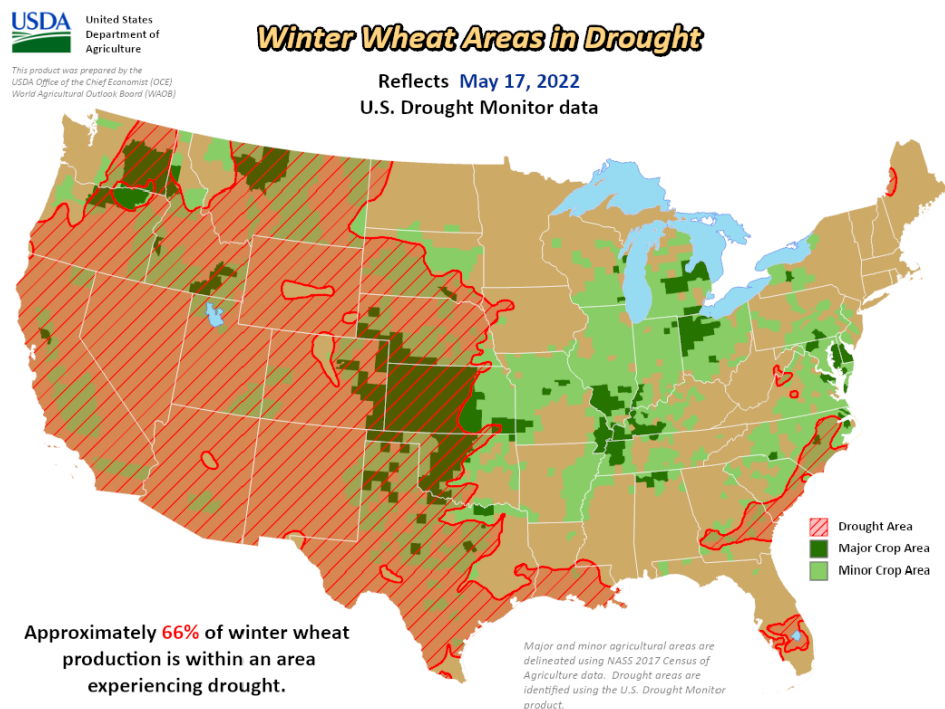 USDA
United States
Department of
Agriculture
This product was prepared by the
USDA Office of the Chief Economist (OCE)
World Agricultural Outlook Board (WAOB)
Winter Wheat Areas in Drought
Reflects May 17, 2022
U.S. Drought Monitor data
Drought Area
Major Crop Area
Minor Crop Area
Approximately 66% of winter wheat
production is within an area
experiencing drought.
Major and minor agricultural areas are
delineated using NASS 2017 Census of
Agriculture data. Drought areas are
identified using the U.S. Drought Monitor
product.